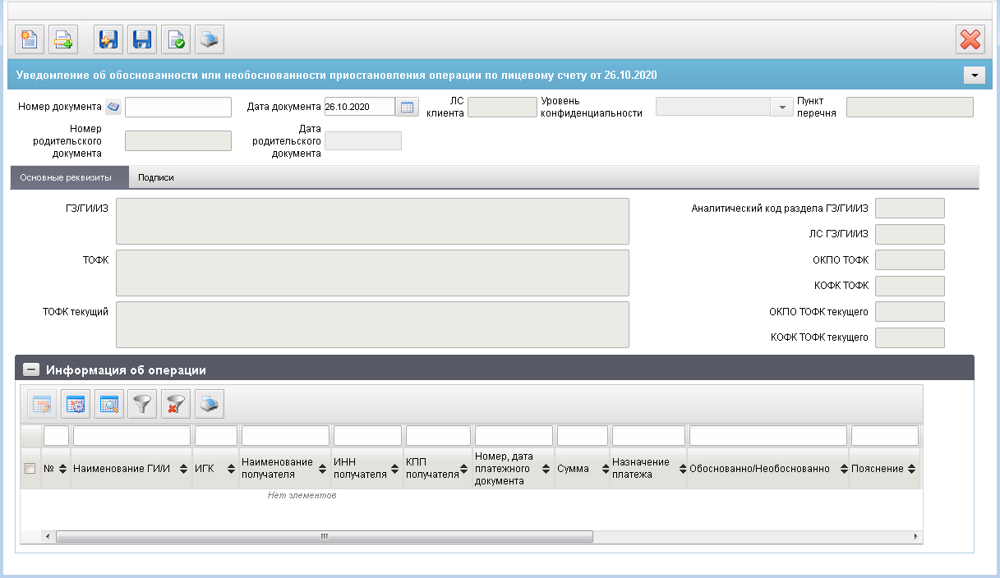 Уведомление об обоснованности или необоснованности приостановления операции по лицевому счету от 26.10.2020
Номер документа
Дата документа
26.10.2020
ЛС
клиента
Уровень
конфиденциальности
Пункт
перечня
Номер
родительского
документа
Дата
родительского
документа
Основные реквизиты
Подписи
ГЗ/ГИ/ИЗ
Аналитический код раздела ГЗ/ГИ/ИЗ
ЛС ГЗ/ГИ/ИЗ
ТОФК
ОКПО ТОФК
КОФК ТОФК
ТОФК текущий
ОКПО ТОФК текущего
КОФК ТОФК текущего
Информация об операции
№
Наименование ГИ/И
ИГК
Наименование
получателя
ИНН
получателя
КПП
получателя
Номер, дата
платежного
документа
Сумма
Назначение
платежа
Обоснованно/Необоснованно
Пояснение
Нет элементов